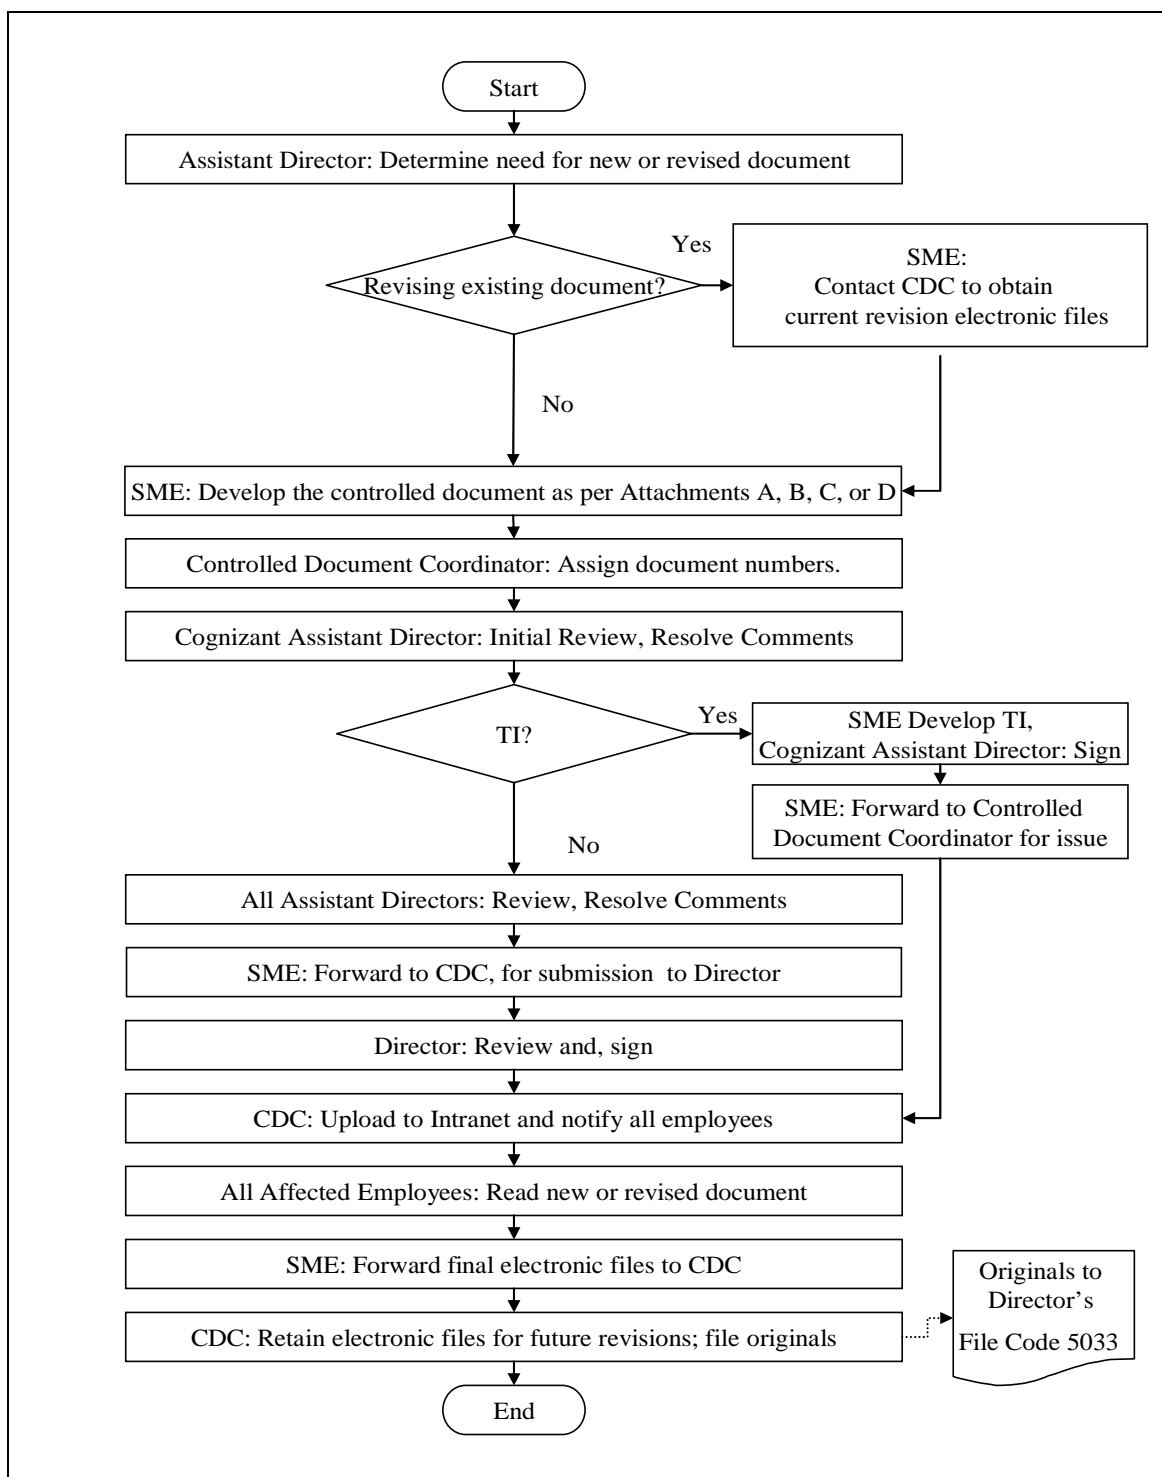 Start
Assistant Director: Determine need for new or revised document
Yes
Revising existing document?
SME:
Contact CDC to obtain
current revision electronic files
No
SME: Develop the controlled document as per Attachments A, B, C, or D
Controlled Document Coordinator: Assign document numbers.
Cognizant Assistant Director: Initial Review, Resolve Comments
TI?
Yes
SME Develop TI,
Cognizant Assistant Director: Sign
SME: Forward to Controlled
Document Coordinator for issue
No
All Assistant Directors: Review, Resolve Comments
SME: Forward to CDC, for submission  to Director
Director: Review and, sign
CDC: Upload to Intranet and notify all employees
All Affected Employees: Read new or revised document
SME: Forward final electronic files to CDC
CDC: Retain electronic files for future revisions; file originals
Originals to
Director’s
File Code 5033
End